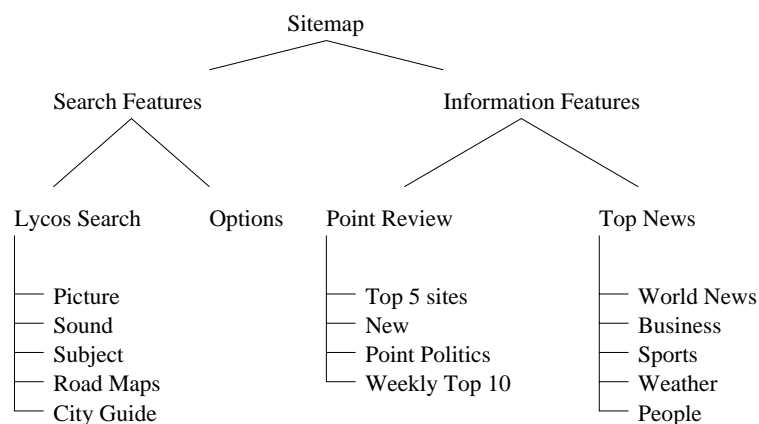 Sitemap
Search Features
Information Features
Lycos Search
Options
Point Review
Top News
Picture
Sound
Subject
Road Maps
City Guide
Top 5 sites
New
Point Politics
Weekly Top 10
World News
Business
Sports
Weather
People